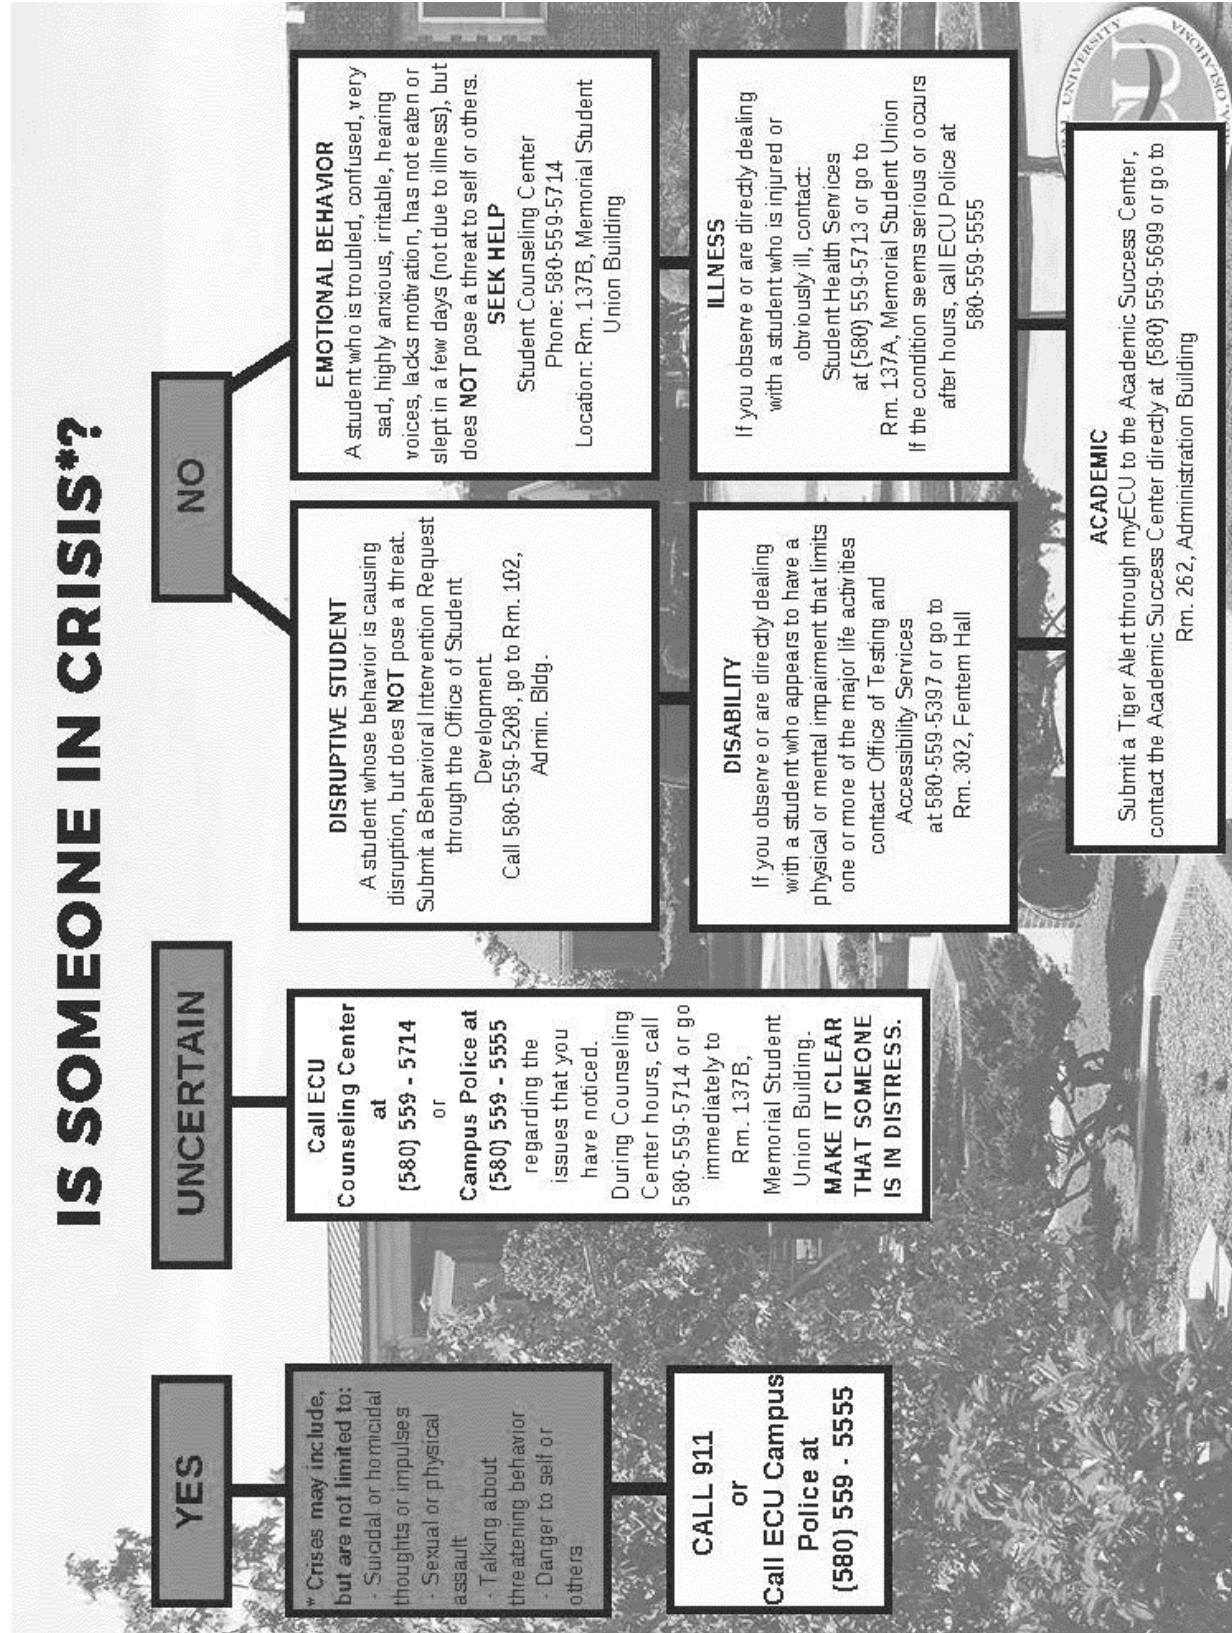 IS SOMEONE IN CRISIS*?
YES
* Crises may include,
but are not limited to:
- Suicidal or homicidal
thoughts or impulses
- Sexual or physical
assault
- Talking about
threatening behavior
- Danger to self or
others
CALL 911
or
Call ECU Campus
Police at
(580) 559 - 5555
UNCERTAIN
Call ECU
Counseling Center
at
(580) 559 - 5714
or
Campus Police at
(580) 559 - 5555
regarding the
issues that you
have noticed.
During Counseling
Center hours, call
580-559-5714 or go
immediately to
Rm. 137B,
Memorial Student
Union Building.
MAKE IT CLEAR
THAT SOMEONE
IS IN DISTRESS.
NO
DISRUPTIVE STUDENT
A student whose behavior is causing
disruption, but does NOT pose a threat.
Submit a Behavioral Intervention Request
through the Office of Student
Development.
Call 580-559-5208, go to Rm. 102,
Admin. Bldg.
EMOTIONAL BEHAVIOR
A student who is troubled, confused, very
sad, highly anxious, irritable, hearing
voices, lacks motivation, has not eaten or
slept in a few days (not due to illness), but
does NOT pose a threat to self or others.
SEEK HELP
Student Counseling Center
Phone: 580-559-5714
Location: Rm. 137B, Memorial Student
Union Building
DISABILITY
If you observe or are directly dealing
with a student who appears to have a
physical or mental impairment that limits
one or more of the major life activities
contact: Office of Testing and
Accessibility Services
at 580-559-5397 or go to
Rm. 302, Fentem Hall
ILLNESS
If you observe or are directly dealing
with a student who is injured or
obviously ill, contact:
Student Health Services
at (580) 559-5713 or go to
Rm. 137A, Memorial Student Union
If the condition seems serious or occurs
after hours, call ECU Police at
580-559-5555
ACADEMIC
Submit a Tiger Alert through myECU to the Academic Success Center,
contact the Academic Success Center directly at (580) 559-5699 or go to
Rm. 262, Administration Building
UNIVERSITY
OKLAHOMA